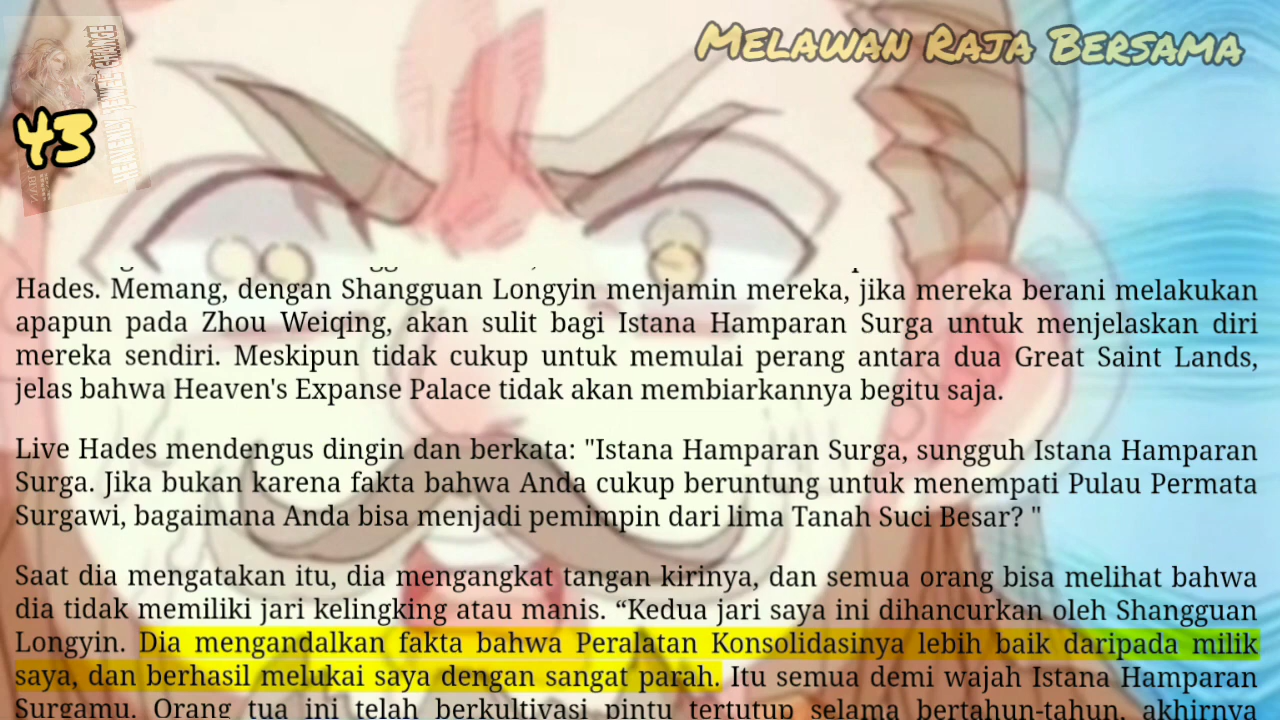 MELAWAN RAJA BERSAMA
43
HEAVENLY JEWEL CHANGE
Hades. Memang, dengan Shangguan Longyin menjamin mereka, jika mereka berani melakukan
apapun pada Zhou Weiqing, akan sulit bagi Istana Hamparan Surga untuk menjelaskan diri
mereka sendiri. Meskipun tidak cukup untuk memulai perang antara dua Great Saint Lands,
jelas bahwa Heaven's Expanse Palace tidak akan membiarkannya begitu saja.
Live Hades mendengus dingin dan berkata: "Istana Hamparan Surga, sungguh Istana Hamparan
Surga. Jika bukan karena fakta bahwa Anda cukup beruntung untuk menempati Pulau Permata
Surgawi, bagaimana Anda bisa menjadi pemimpin dari lima Tanah Suci Besar? "
Saat dia mengatakan itu, dia mengangkat tangan kirinya, dan semua orang bisa melihat bahwa
dia tidak memiliki jari kelingking atau manis. “Kedua jari saya ini dihancurkan oleh Shangguan
Longyin. Dia mengandalkan fakta bahwa Peralatan Konsolidasinya lebih baik daripada milik
saya, dan berhasil melukai saya dengan sangat parah. Itu semua demi wajah Istana Hamparan
Surgamu. Orang tua ini telah berkultivasi pintu tertutup selama bertahun-tahun, akhirnya